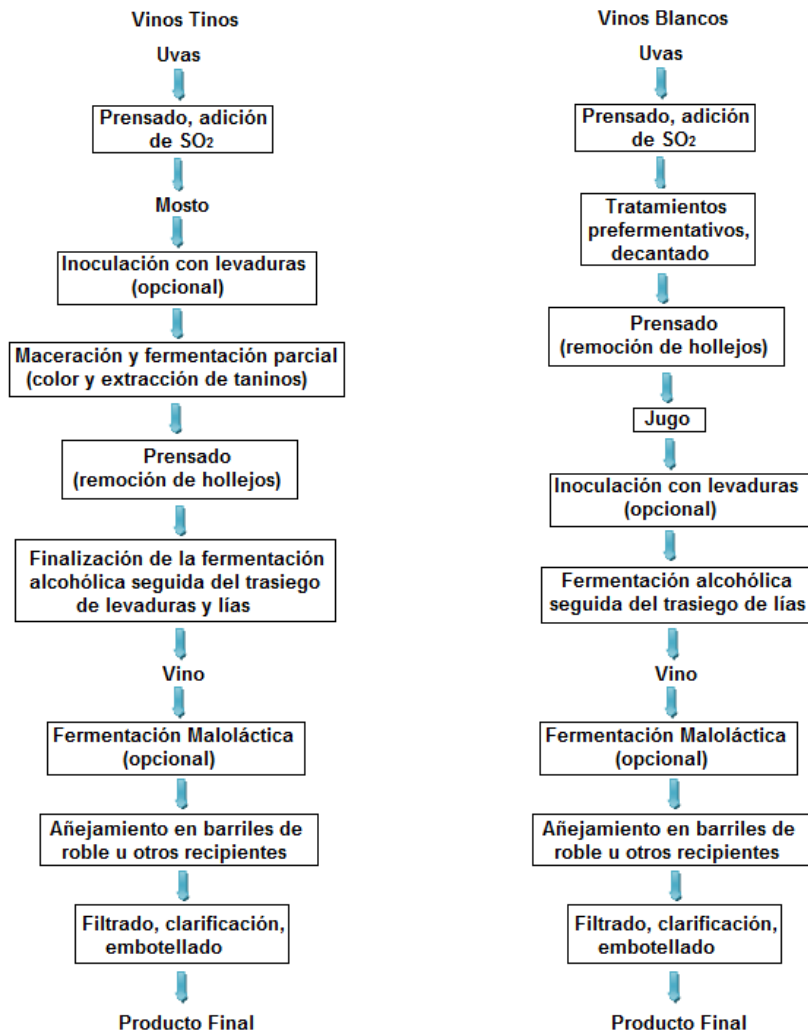 Vinos Tinos
Uvas
Prensado, adición
de SO₂
Mosto
Inoculación con levaduras
(opcional)
Maceración y fermentación parcial
(color y extracción de taninos)
Prensado
(remoción de hollejos)
Finalización de la fermentación
alcohólica seguida del trasiego
de levaduras y lías
Vino
Fermentación Maloláctica
(opcional)
Añejamiento en barriles de
roble u otros recipientes
Filtrado, clarificación,
embotellado
Producto Final
Vinos Blancos
Uvas
Prensado, adición
de SO₂
Tratamientos
prefermentativos,
decantado
Prensado
(remoción de hollejos)
Jugo
Inoculación con levaduras
(opcional)
Fermentación alcohólica
seguida del trasiego de lías
Vino
Fermentación Maloláctica
(opcional)
Añejamiento en barriles de
roble u otros recipientes
Filtrado, clarificación,
embotellado
Producto Final